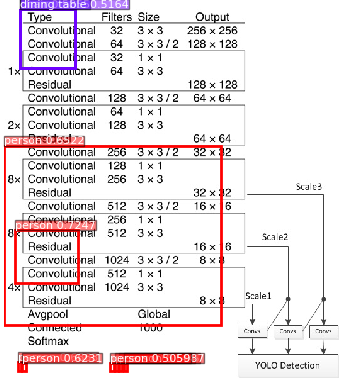 dining table 0.5164
Type Filters Size Output
Convolutional 32 3 × 3 256 × 256
Convolutional 64 3 × 3 / 2 128 × 128
Convolutional 32 1 × 1
1× Convolutional 64 3 × 3
Residual 128 × 128
Convolutional 128 3 × 3 / 2 64 × 64
Convolutional 64 1 × 1
2× Convolutional 128 3 × 3
Residual 64 × 64
Convolutional 256 3 × 3 / 2 32 × 32
Convolutional 128 1 × 1
8× Convolutional 256 3 × 3
Residual 32 × 32
Convolutional 512 3 × 3 / 2 16 × 16
Convolutional 256 1 × 1
8× Convolutional 512 3 × 3
Residual 16 × 16
Convolutional 1024 3 × 3 / 2 8 × 8
Convolutional 512 1 × 1
4× Convolutional 1024 3 × 3
Residual 8 × 8
Avgpool Global
Connected 1000
Softmax
person 0.7247
person 0.6231
person 0.505987
Scale3
Scale2
Scale1
Convs Convs Convs
YOLO Detection